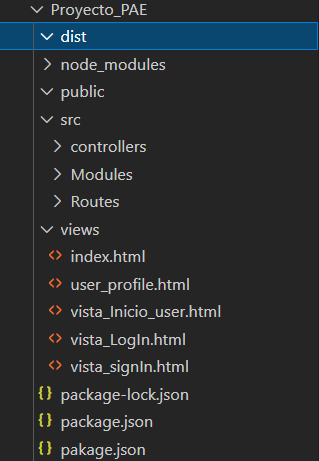 Proyecto_PAE
dist
node_modules
public
src
controllers
Modules
Routes
views
index.html
user_profile.html
vista_Inicio_user.html
vista_LogIn.html
vista_signIn.html
package-lock.json
package.json
pakage.json